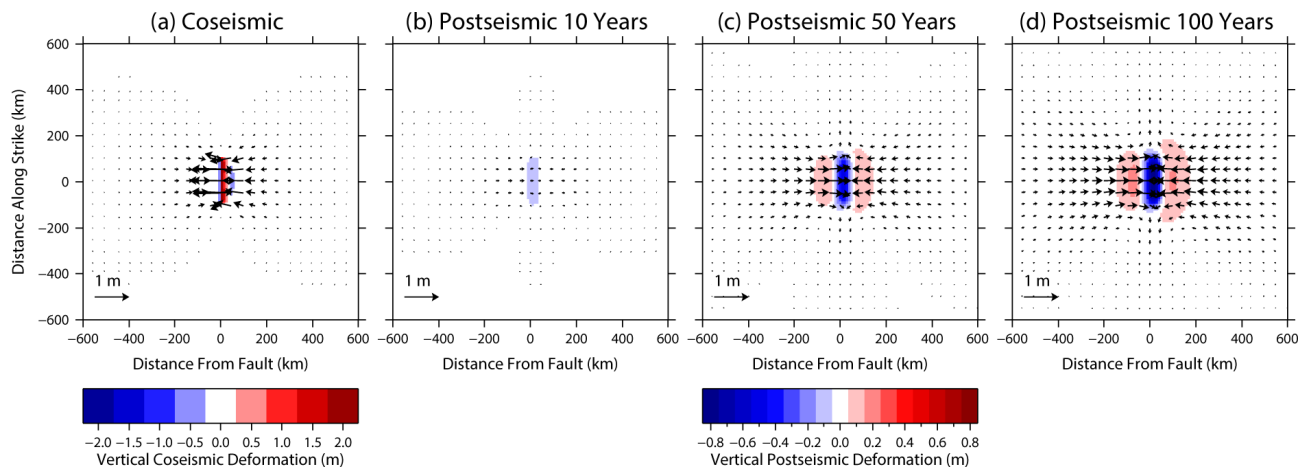 (a) Coseismic
(b) Postseismic 10 Years
(c) Postseismic 50 Years
(d) Postseismic 100 Years
Distance Along Strike (km)
600
400
200
0
−200
−400
−600
1 m
1 m
1 m
1 m
−600 −400 −200 0 200 400 600
−600 −400 −200 0 200 400 600
−600 −400 −200 0 200 400 600
−600 −400 −200 0 200 400 600
Distance From Fault (km)
Distance From Fault (km)
Distance From Fault (km)
Distance From Fault (km)
−2.0 −1.5 −1.0 −0.5 0.0 0.5 1.0 1.5 2.0
Vertical Coseismic Deformation (m)
−0.8 −0.6 −0.4 −0.2 0.0 0.2 0.4 0.6 0.8
Vertical Postseismic Deformation (m)